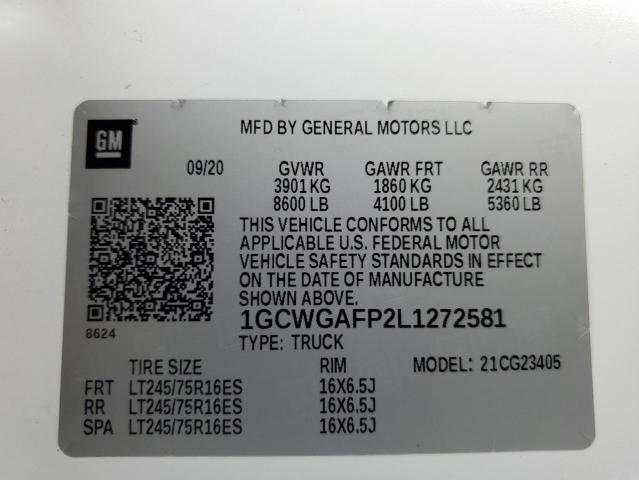 GM
MFD BY GENERAL MOTORS LLC
09/20 GVWR GAWR FRT GAWR RR
3901 KG 1860 KG 2431 KG
8600 LB 4100 LB 5360 LB
THIS VEHICLE CONFORMS TO ALL
APPLICABLE U.S. FEDERAL MOTOR
VEHICLE SAFETY STANDARDS IN EFFECT
ON THE DATE OF MANUFACTURE
SHOWN ABOVE.
8624
1GCWGAFP2L1272581
TYPE: TRUCK MODEL: 21CG23405
TIRE SIZE RIM
FRT LT245/75R16ES 16X6.5J
RR LT245/75R16ES 16X6.5J
SPA LT245/75R16ES 16X6.5J